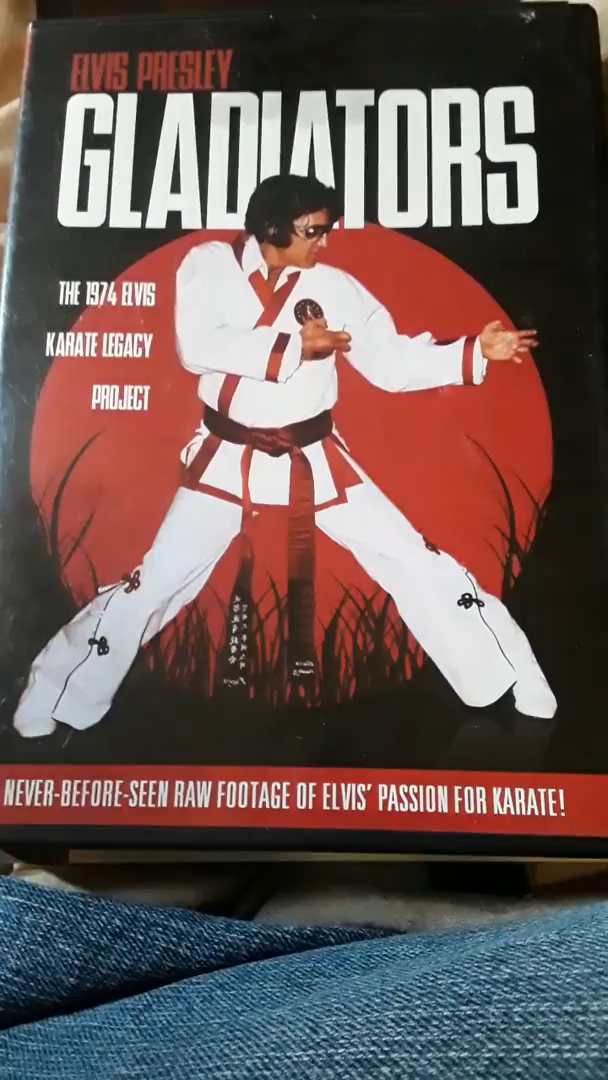 ELVIS PRESLEY
GLADIATORS
THE 1974 ELVIS
KARATE LEGACY
PROJECT
NEVER-BEFORE-SEEN RAW FOOTAGE OF ELVIS' PASSION FOR KARATE!